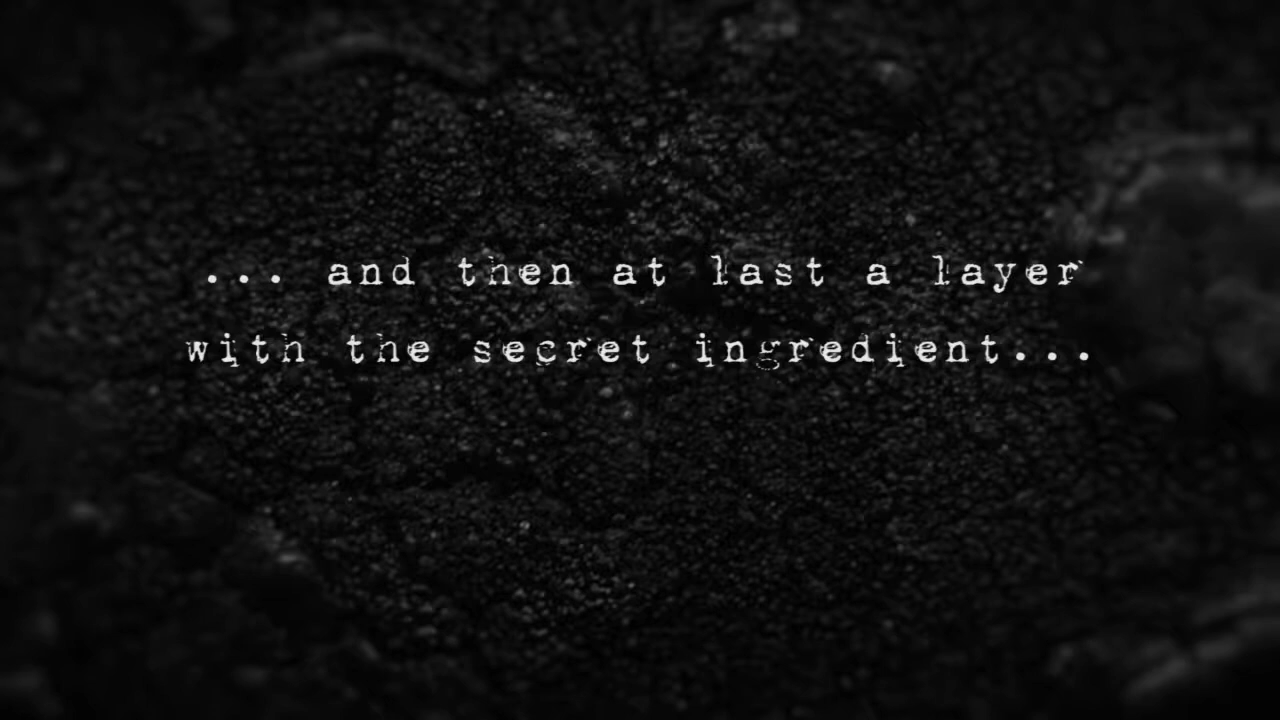 ... and then at last a layer
with the secret ingredient...